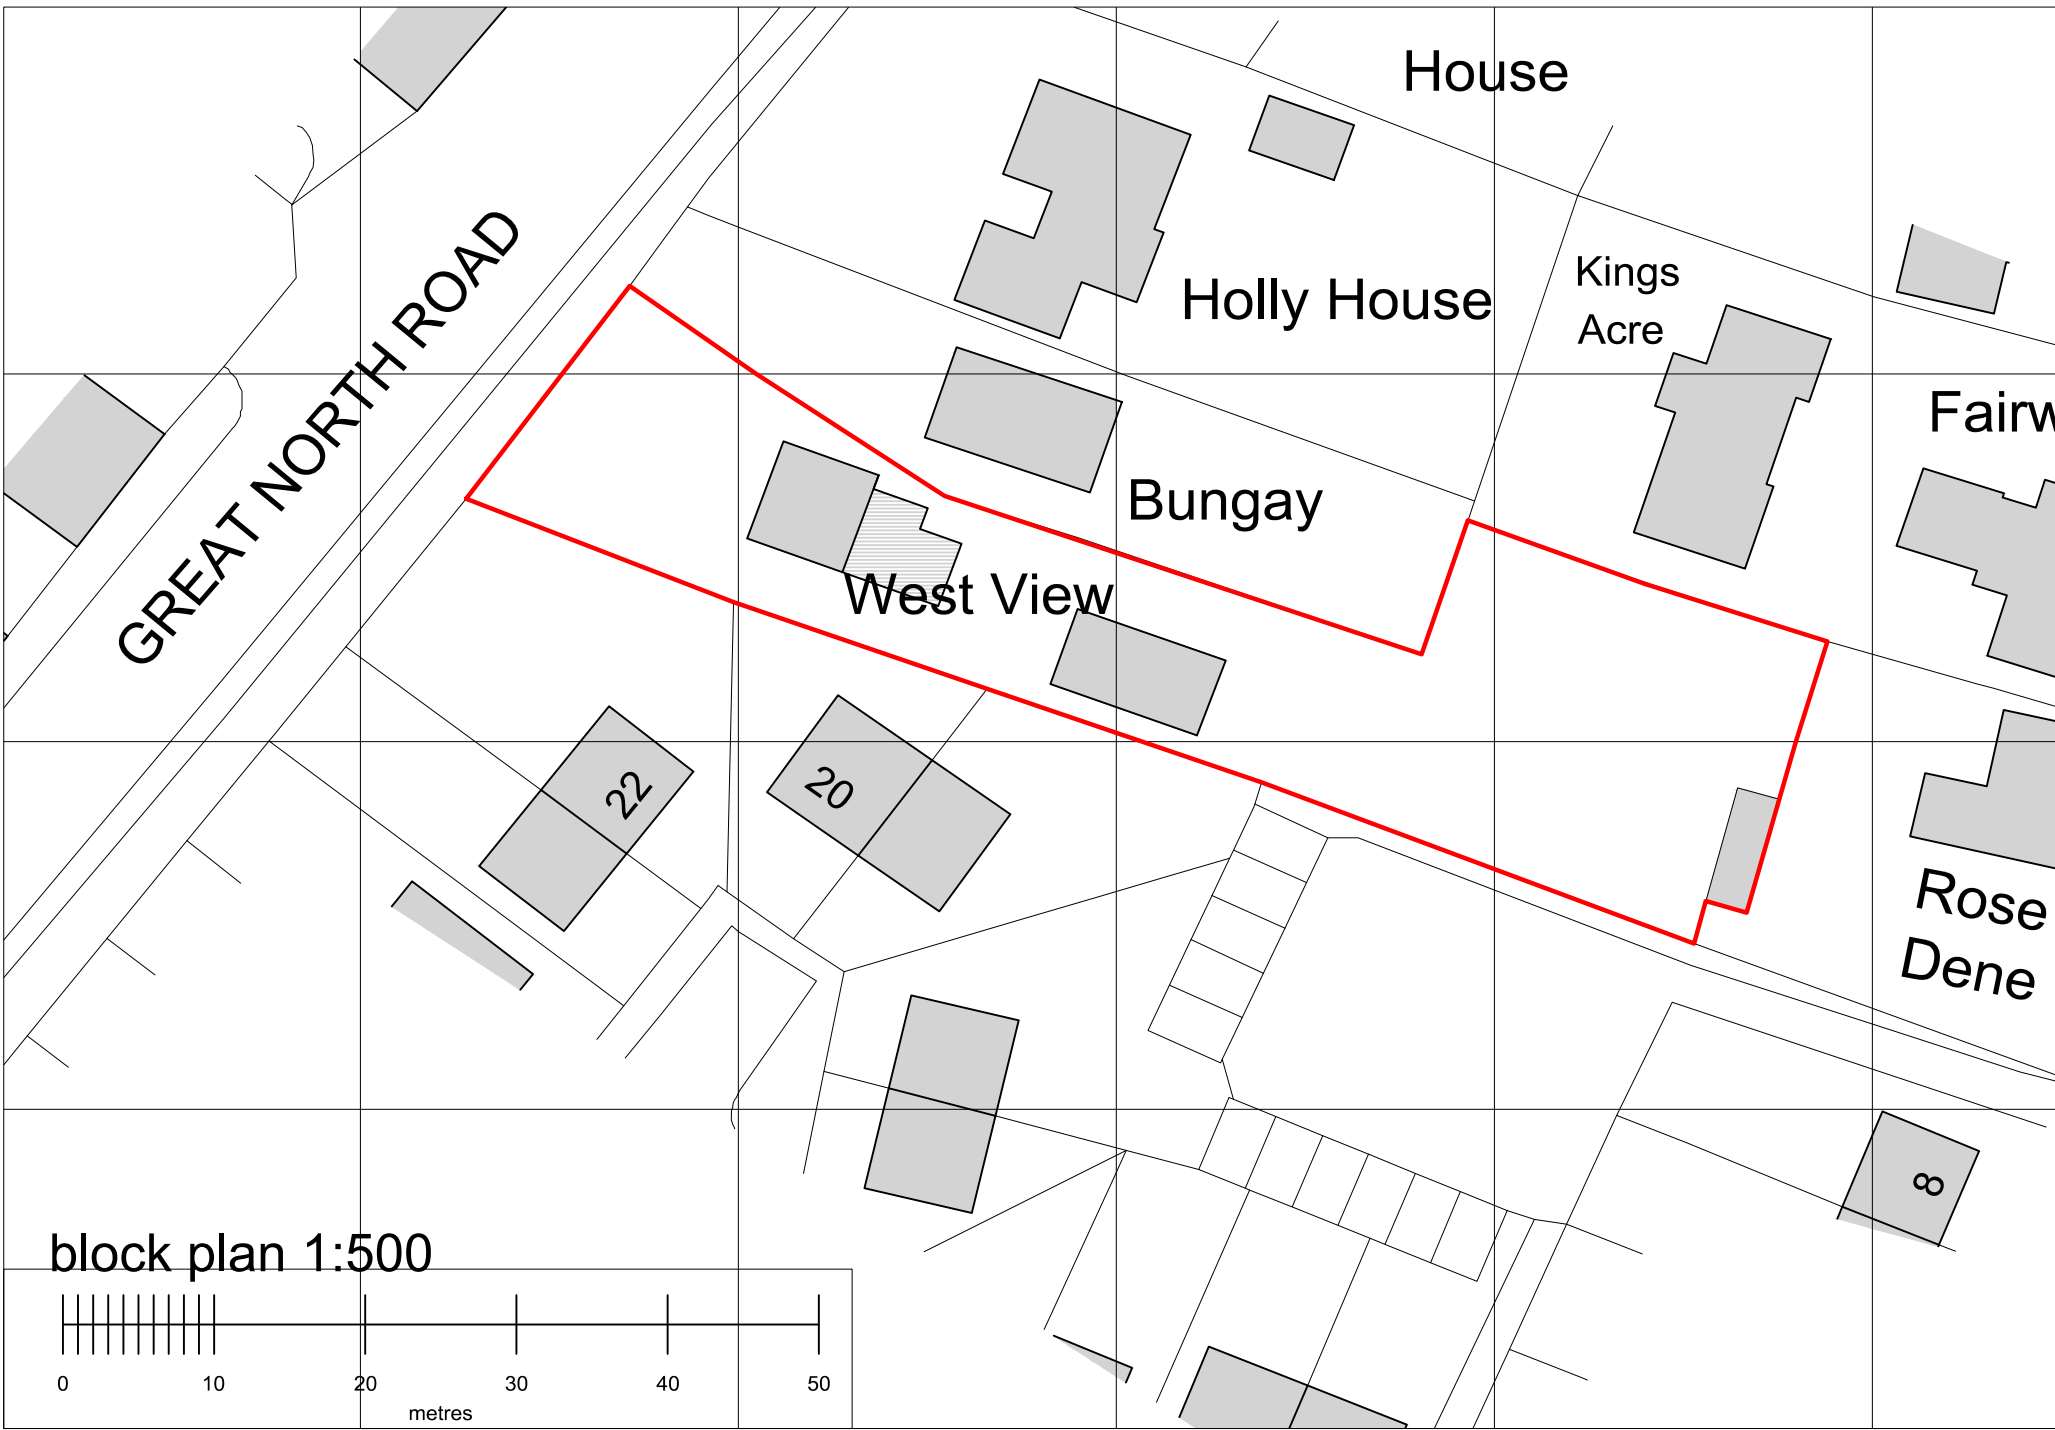 House
GREAT NORTH ROAD
Holly House
Kings
Acre
Fairw
Bungay
West View
22
20
Rose
Dene
8
block plan 1:500
0 10 20 30 40 50
metres